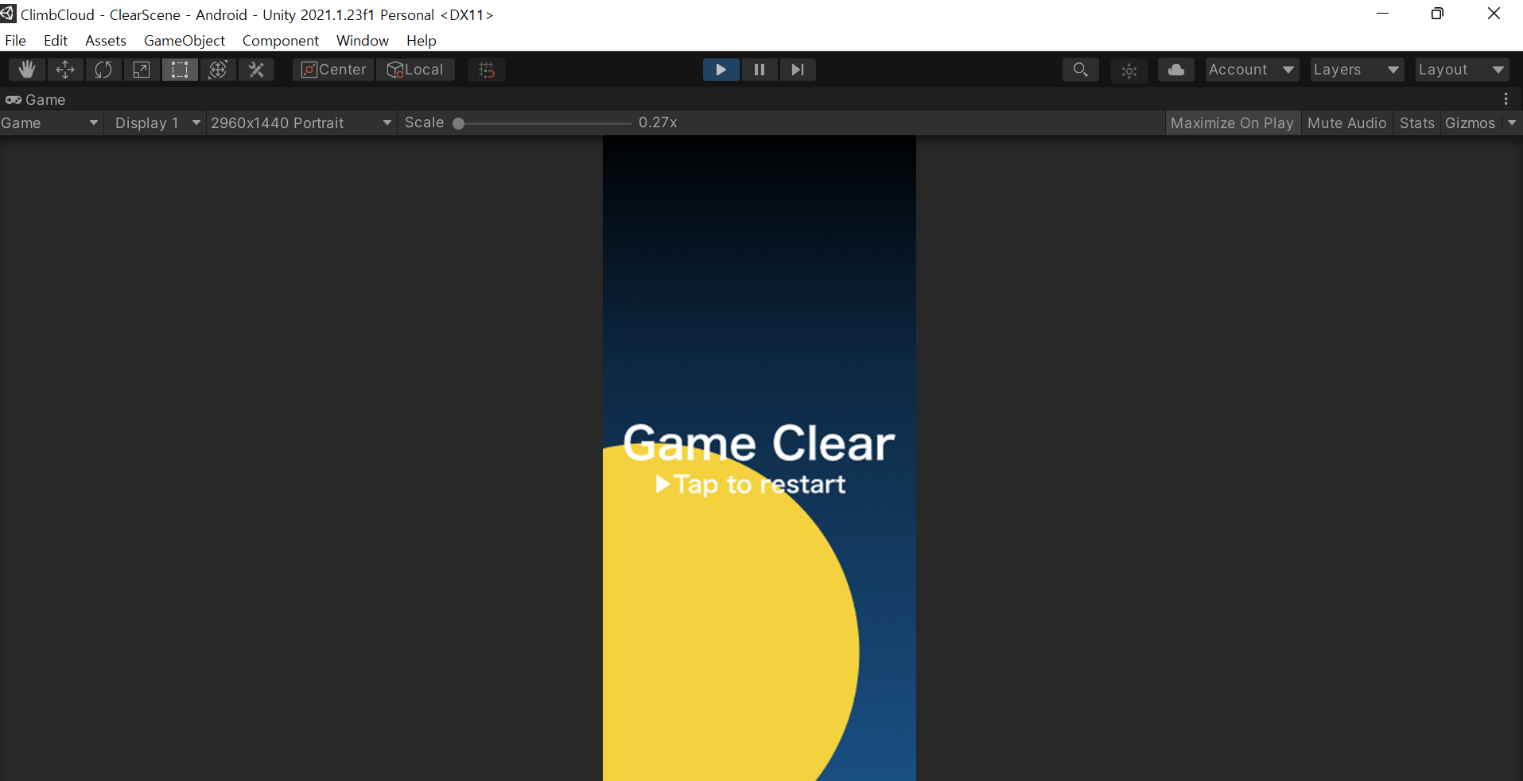 ClimbCloud - ClearScene - Android - Unity 2021.1.23f1 Personal <DX11>
File Edit Assets GameObject Component Window Help
Center Local Account Layers Layout
Game
Game Display 1 2960x1440 Portrait Scale 0.27x Maximize On Play Mute Audio Stats Gizmos
Game Clear
▶Tap to restart